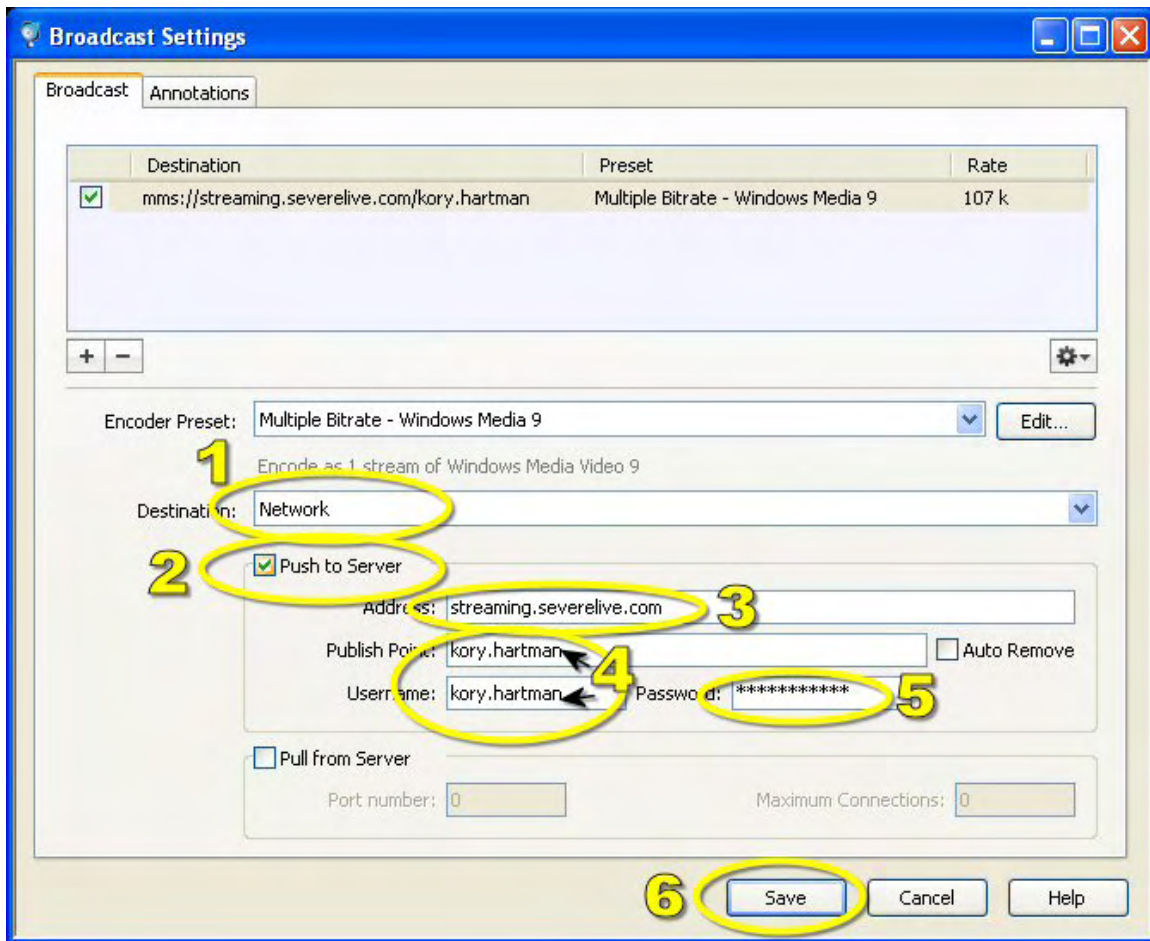 Broadcast Settings
Broadcast Annotations
Destination Preset Rate
mms://streaming.severelive.com/kory.hartman Multiple Bitrate - Windows Media 9 107 k
+ −
Encoder Preset: Multiple Bitrate - Windows Media 9 Edit...
1 Encode as 1 stream of Windows Media Video 9
Destination: Network
2 Push to Server
Address: streaming.severelive.com 3
Publish Point: kory.hartman 4 Auto Remove
Username: kory.hartman Password: *********** 5
Pull from Server
Port number: 0 Maximum Connections: 0
6 Save Cancel Help